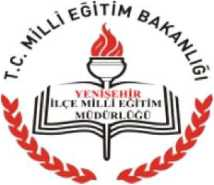 T.C. MİLLİ EĞİTİM BAKANLIĞI
YENİŞEHİR
İLÇE MİLLİ EĞİTİM
MÜDÜRLÜĞÜ